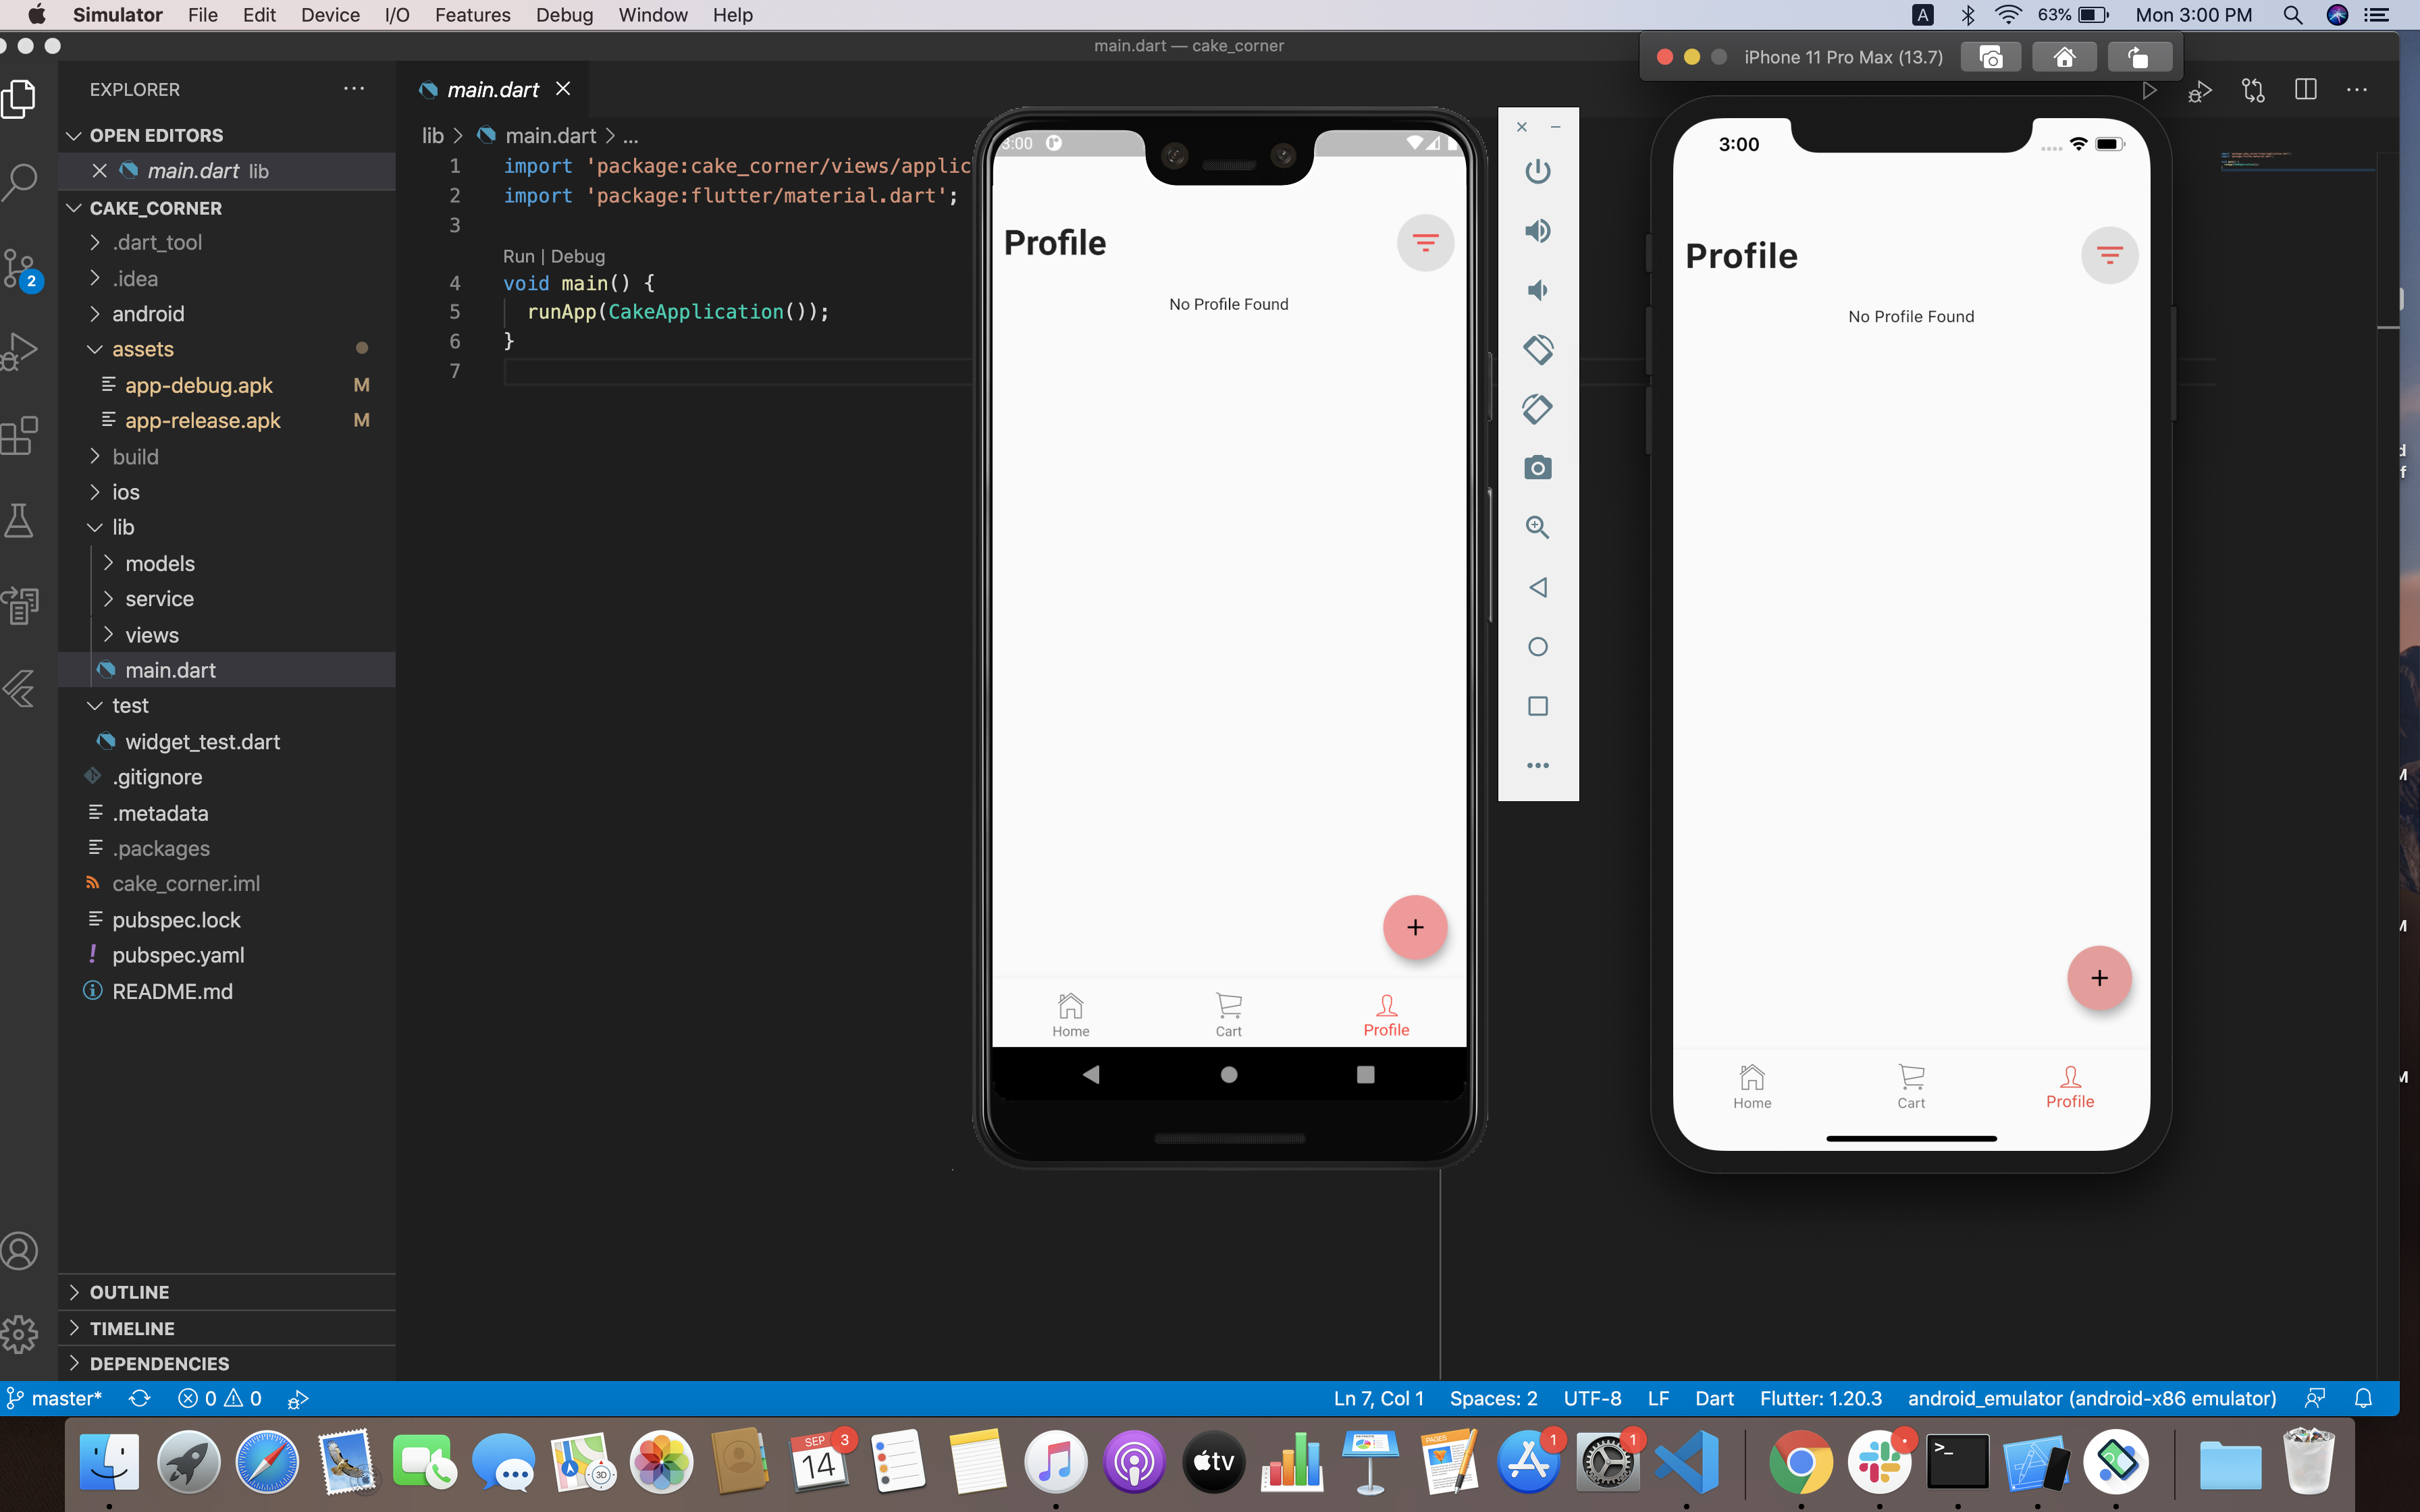 Simulator File Edit Device I/O Features Debug Window Help
A 63% Mon 3:00 PM
main.dart — cake_corner
iPhone 11 Pro Max (13.7)
EXPLORER
OPEN EDITORS
main.dart lib
CAKE_CORNER
.dart_tool
.idea
android
assets
app-debug.apk M
app-release.apk M
build
ios
lib
models
service
views
main.dart
test
widget_test.dart
.gitignore
.metadata
.packages
cake_corner.iml
pubspec.lock
! pubspec.yaml
README.md
OUTLINE
TIMELINE
DEPENDENCIES
2
main.dart
lib > main.dart > ...
1 import 'package:cake_corner/views/applic
2 import 'package:flutter/material.dart';
3
Run | Debug
4 void main() {
5 runApp(CakeApplication());
6 }
7
3:00
Profile
No Profile Found
+
Home Cart Profile
3:00
Profile
No Profile Found
+
Home Cart Profile
master* 0 0
Ln 7, Col 1 Spaces: 2 UTF-8 LF Dart Flutter: 1.20.3 android_emulator (android-x86 emulator)
3D
SEP
14
3
tv
PAGES
1
1
>_